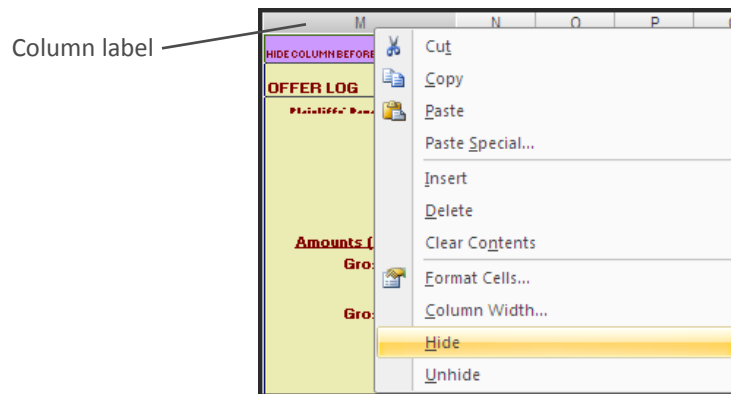 M N O P
Column label
HIDE COLUMN BEFORE
OFFER LOG
Amounts (
Gro
Gro
Cut
Copy
Paste
Paste Special...
Insert
Delete
Clear Contents
Format Cells...
Column Width...
Hide
Unhide